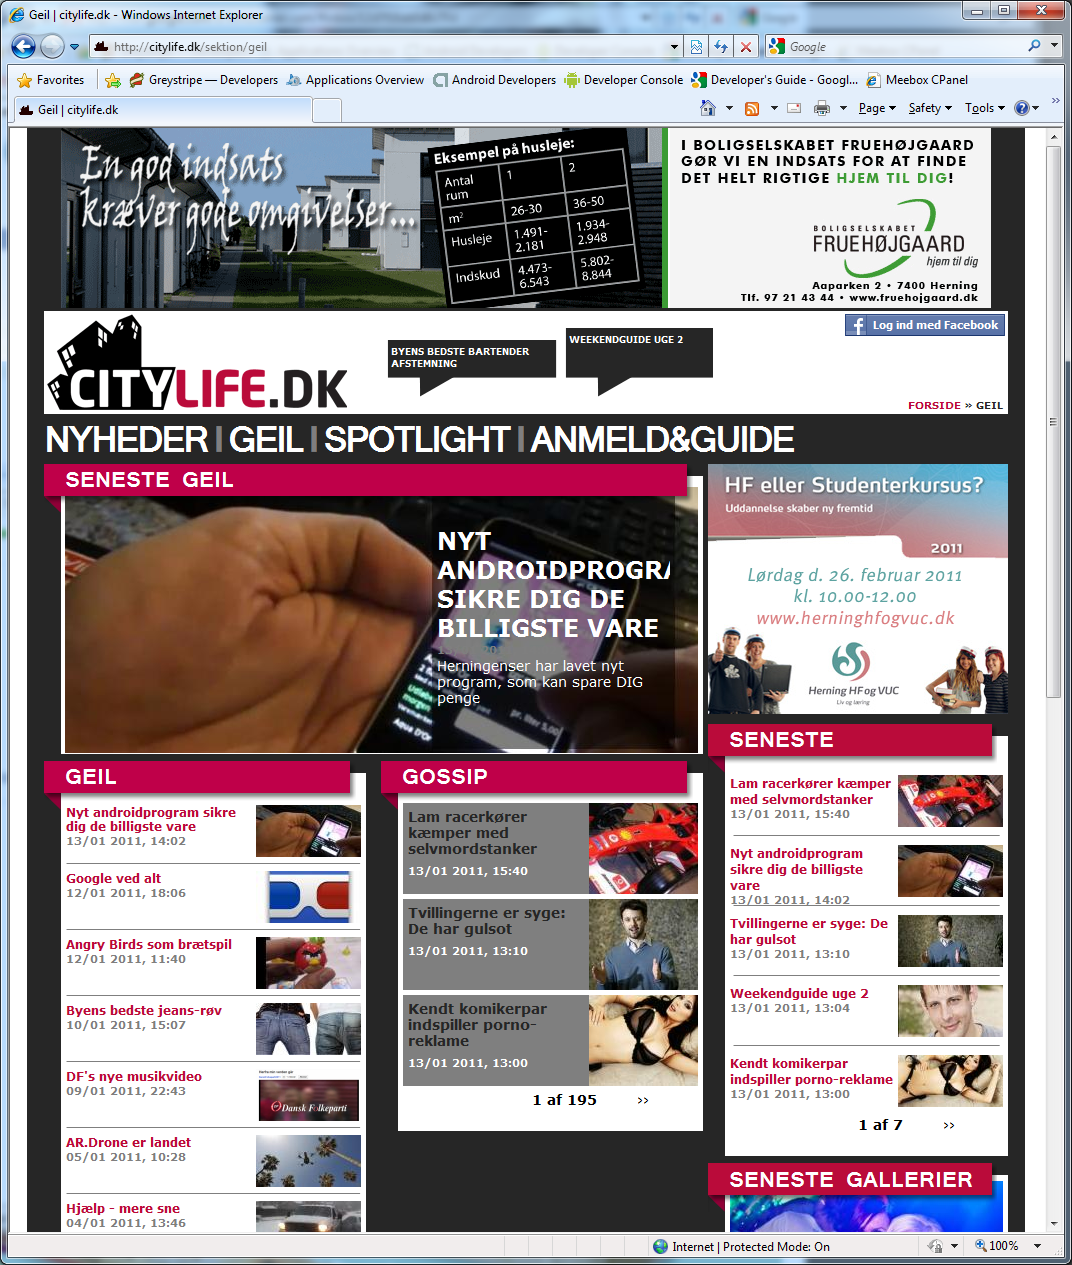 Geil | citylife.dk - Windows Internet Explorer
http://citylife.dk/sektion/geil
Google
Favorites
Greystripe — Developers
Applications Overview
Android Developers
Developer Console
Developer's Guide - Googl...
Meebox CPanel
Geil | citylife.dk
Page
Safety
Tools
En god indsats
kræver gode omgivelser...
Eksempel på husleje:
Antal rum 1 2
m² 26-30 36-50
Husleje 1.491-2.181 1.934-2.948
Indskud 4.473-6.543 5.802-8.844
I BOLIGSELSKABET FRUEHØJGAARD
GØR VI EN INDSATS FOR AT FINDE
DET HELT RIGTIGE HJEM TIL DIG!
BOLIGSELSKABET
FRUEHØJGAARD
hjem til dig
Aaparken 2 • 7400 Herning
Tlf. 97 21 43 44 • www.fruehojgaard.dk
CITYLIFE.DK
BYENS BEDSTE BARTENDER
AFSTEMNING
WEEKENDGUIDE UGE 2
Log ind med Facebook
FORSIDE » GEIL
NYHEDER | GEIL | SPOTLIGHT | ANMELD&GUIDE
SENESTE GEIL
NYT
ANDROIDPROGRA
SIKRE DIG DE
BILLIGSTE VARE
Herningenser har lavet nyt
program, som kan spare DIG
penge
HF eller Studenterkursus?
Uddannelse skaber ny fremtid
2011
Lørdag d. 26. februar 2011
kl. 10.00-12.00
www.herninghfogvuc.dk
Herning HF og VUC
Liv og læring
GEIL
Nyt androidprogram sikre
dig de billigste vare
13/01 2011, 14:02
Google ved alt
12/01 2011, 18:06
Angry Birds som brætspil
12/01 2011, 11:40
Byens bedste jeans-røv
10/01 2011, 15:07
DF's nye musikvideo
09/01 2011, 22:43
Dansk Folkeparti
AR.Drone er landet
05/01 2011, 10:28
Hjælp - mere sne
04/01 2011, 13:46
GOSSIP
Lam racerkører
kæmper med
selvmordstanker
13/01 2011, 15:40
Tvillingerne er syge:
De har gulsot
13/01 2011, 13:10
Kendt komikerpar
indspiller porno-
reklame
13/01 2011, 13:00
1 af 195 >>
SENESTE
Lam racerkører kæmper
med selvmordstanker
13/01 2011, 15:40
Nyt androidprogram
sikre dig de billigste
vare
13/01 2011, 14:02
Tvillingerne er syge: De
har gulsot
13/01 2011, 13:10
Weekendguide uge 2
13/01 2011, 13:04
Kendt komikerpar
indspiller porno-reklame
13/01 2011, 13:00
1 af 7 >>
SENESTE GALLERIER
Internet | Protected Mode: On
100%